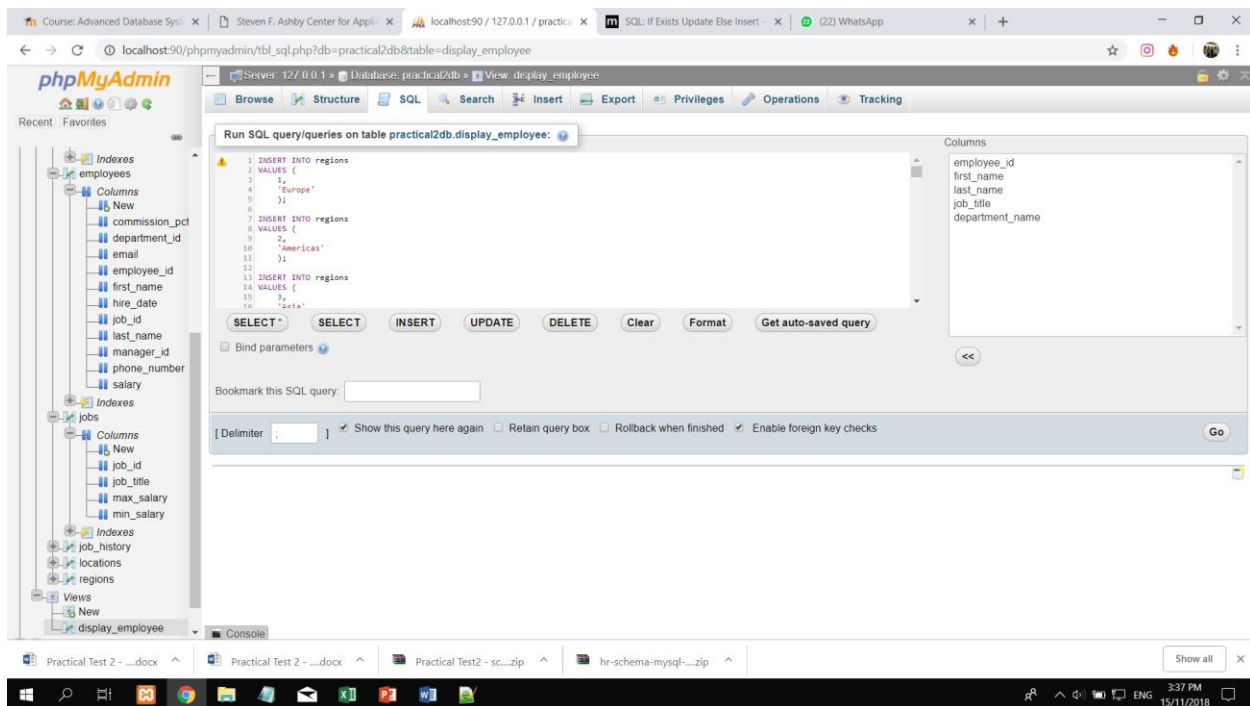 Course: Advanced Database Syst
Steven F. Ashby Center for Applie
localhost:90 / 127.0.0.1 / practica
SQL: If Exists Update Else Insert -
(22) WhatsApp
localhost:90/phpmyadmin/tbl_sql.php?db=practical2db&table=display_employee
phpMyAdmin
Recent Favorites
Indexes
employees
Columns
New
commission_pct
department_id
email
employee_id
first_name
hire_date
job_id
last_name
manager_id
phone_number
salary
Indexes
jobs
Columns
New
job_id
job_title
max_salary
min_salary
Indexes
job_history
locations
regions
Views
New
display_employee
Server: 127.0.0.1 » Database: practical2db » View: display_employee
Browse Structure SQL Search Insert Export Privileges Operations Tracking
Run SQL query/queries on table practical2db.display_employee:
1 INSERT INTO regions
2 VALUES (
3 1,
4 'Europe'
5 );
6
7 INSERT INTO regions
8 VALUES (
9 2,
10 'Americas'
11 );
12
13 INSERT INTO regions
14 VALUES (
15 3,
16 'Asia'
SELECT* SELECT INSERT UPDATE DELETE Clear Format Get auto-saved query
Bind parameters
Bookmark this SQL query:
Columns
employee_id
first_name
last_name
job_title
department_name
<<
[ Delimiter ; ] Show this query here again Retain query box Rollback when finished Enable foreign key checks Go
Console
Practical Test 2 - ....docx
Practical Test 2 - ....docx
Practical Test2 - sc....zip
hr-schema-mysql-....zip
Show all
ENG
3:37 PM
15/11/2018